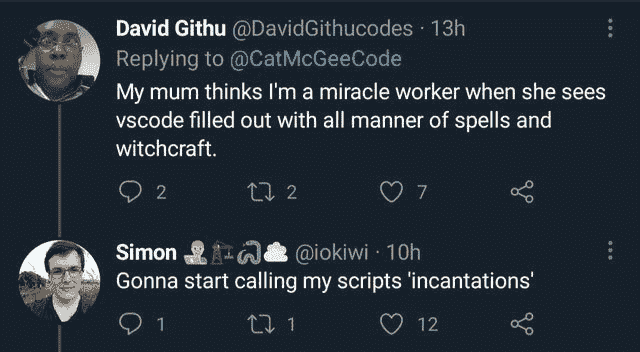 David Githu @DavidGithucodes · 13h
Replying to @CatMcGeeCode
My mum thinks I'm a miracle worker when she sees
vscode filled out with all manner of spells and
witchcraft.
2 2 7
Simon @iokiwi · 10h
Gonna start calling my scripts 'incantations'
1 1 12